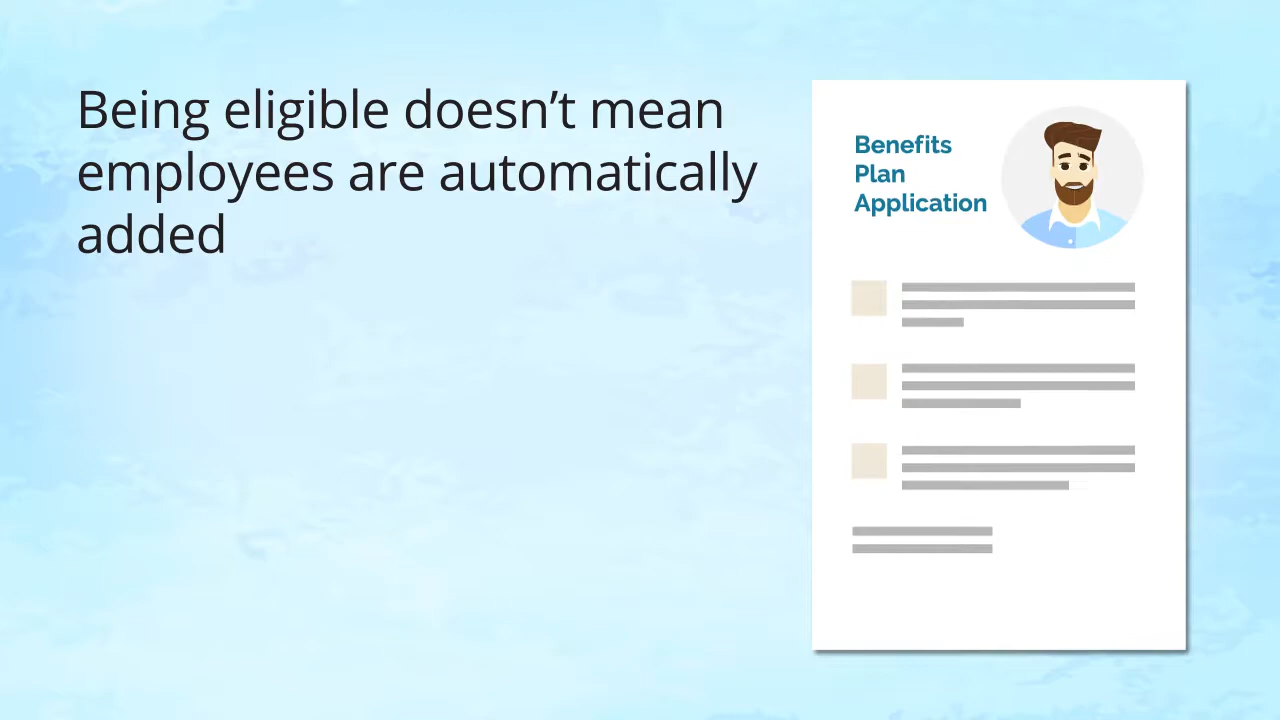 Being eligible doesn’t mean
employees are automatically
added
Benefits
Plan
Application